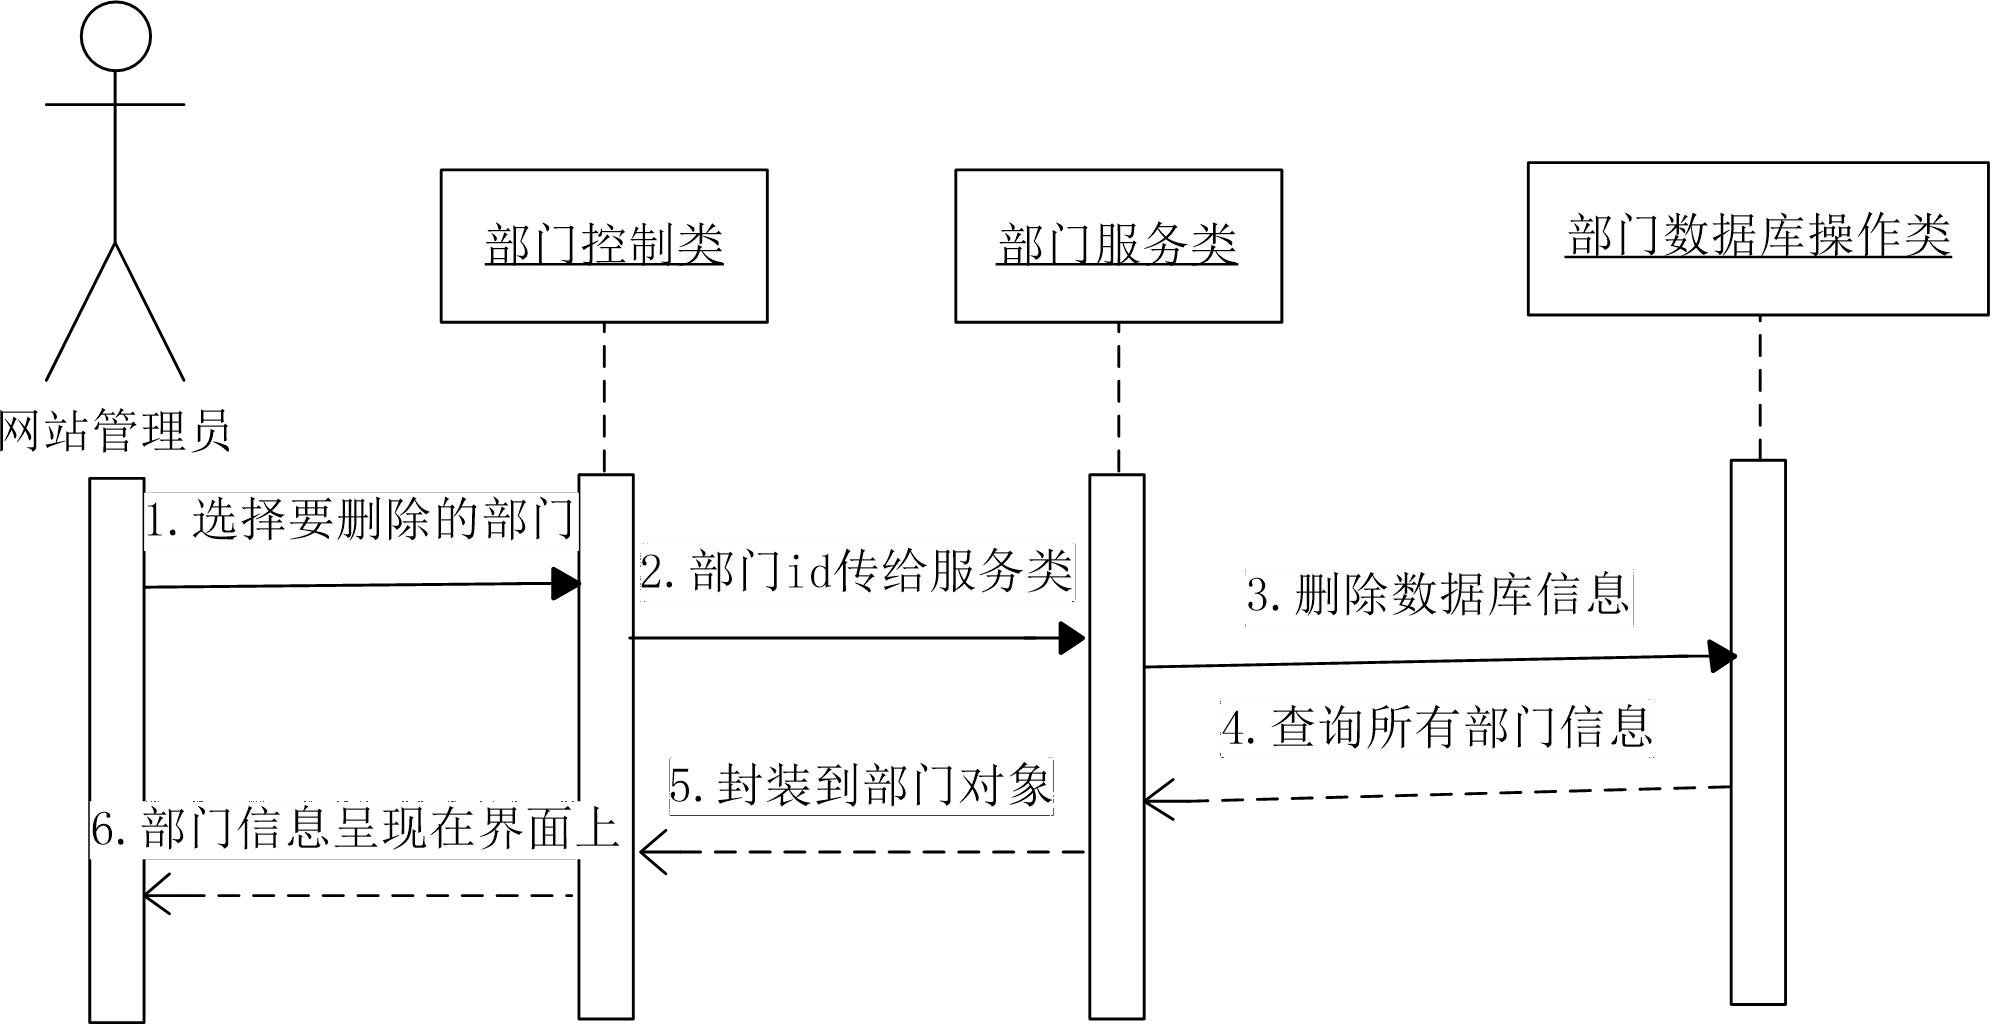 部门控制类
部门服务类
部门数据库操作类
网站管理员
1.选择要删除的部门
2.部门id传给服务类
3.删除数据库信息
4.查询所有部门信息
5.封装到部门对象
6.部门信息呈现在界面上